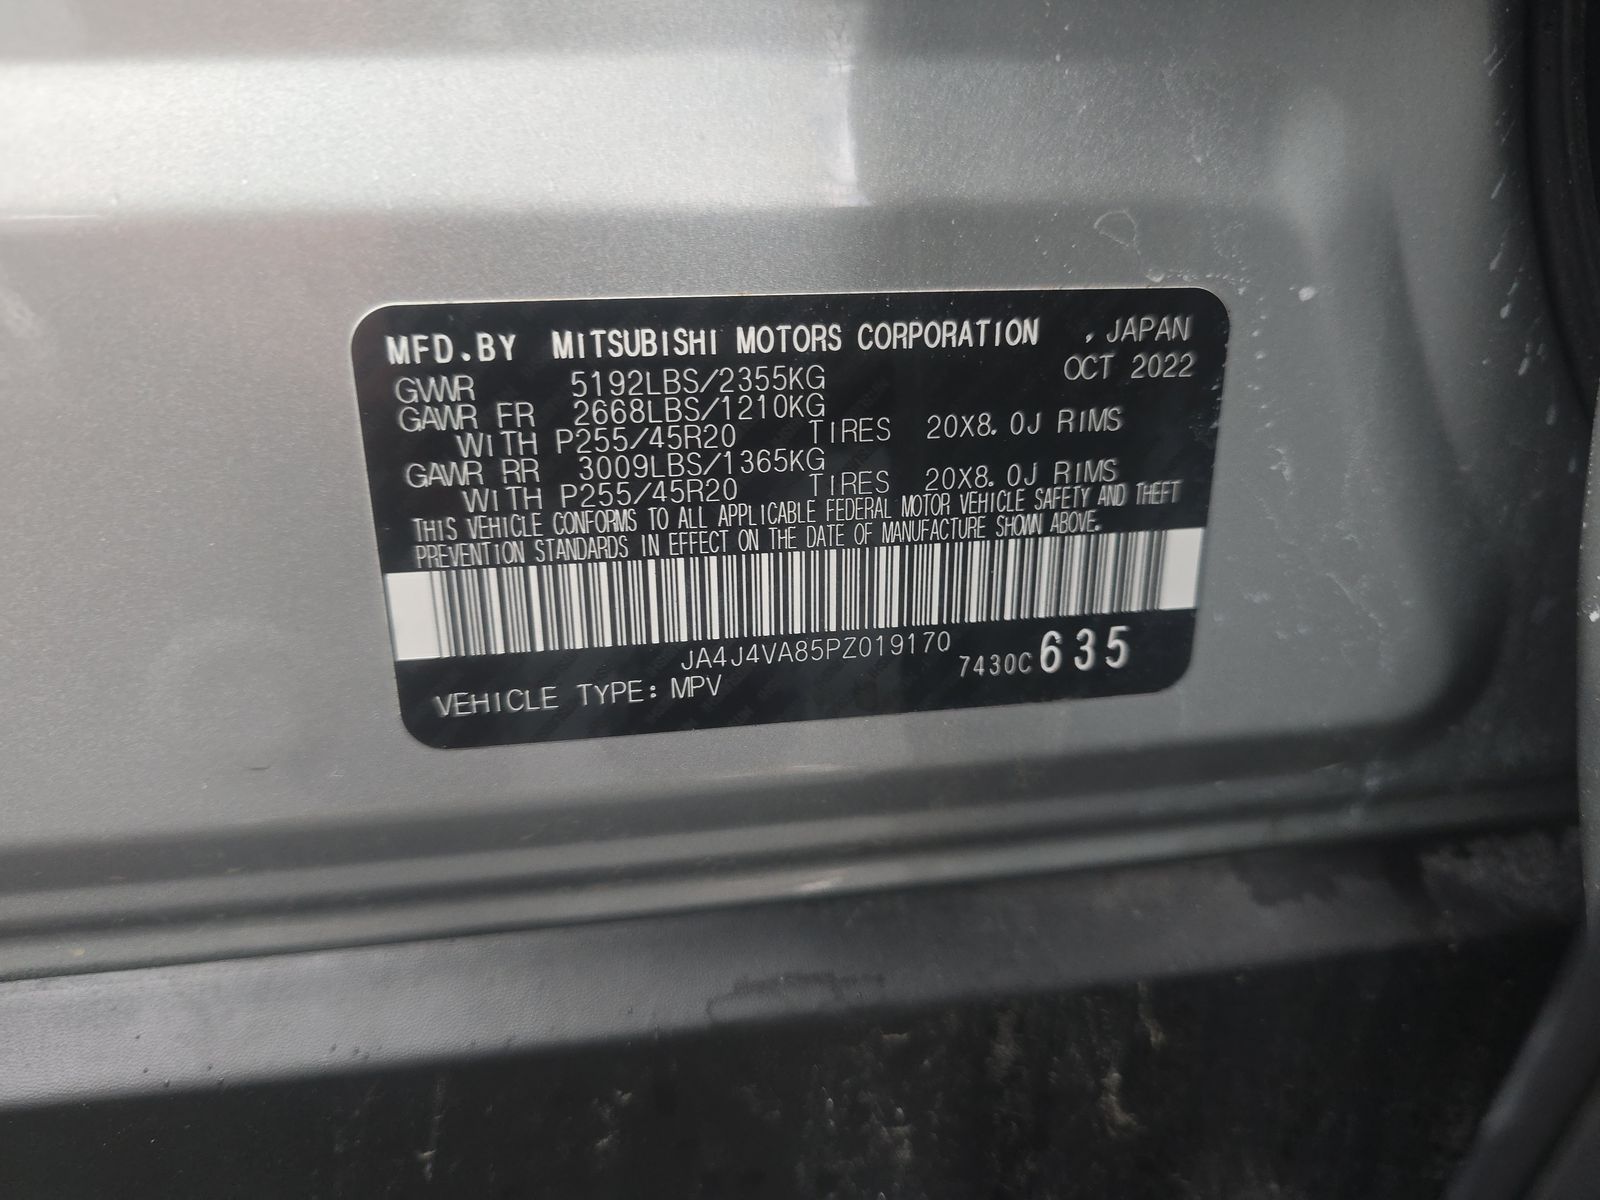 MFD.BY MITSUBISHI MOTORS CORPORATION , JAPAN
GVWR 5192LBS/2355KG OCT 2022
GAWR FR 2668LBS/1210KG
WITH P255/45R20 TIRES 20X8.0J RIMS
GAWR RR 3009LBS/1365KG
WITH P255/45R20 TIRES 20X8.0J RIMS
THIS VEHICLE CONFORMS TO ALL APPLICABLE FEDERAL MOTOR VEHICLE SAFETY AND THEFT
PREVENTION STANDARDS IN EFFECT ON THE DATE OF MANUFACTURE SHOWN ABOVE.
JA4J4VA85PZ019170
7430C635
VEHICLE TYPE: MPV